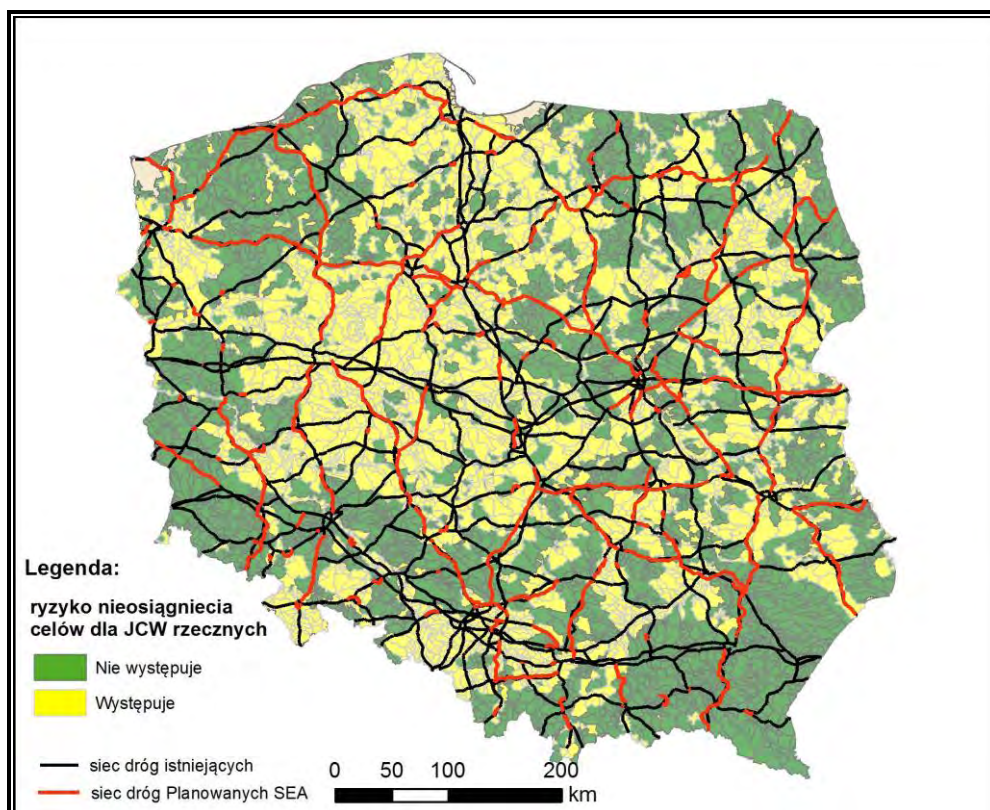 Legenda:
ryzyko nieosiągniecia
celów dla JCW rzecznych
Nie występuje
Występuje
siec dróg istniejących
siec dróg Planowanych SEA
0 50 100 200
km